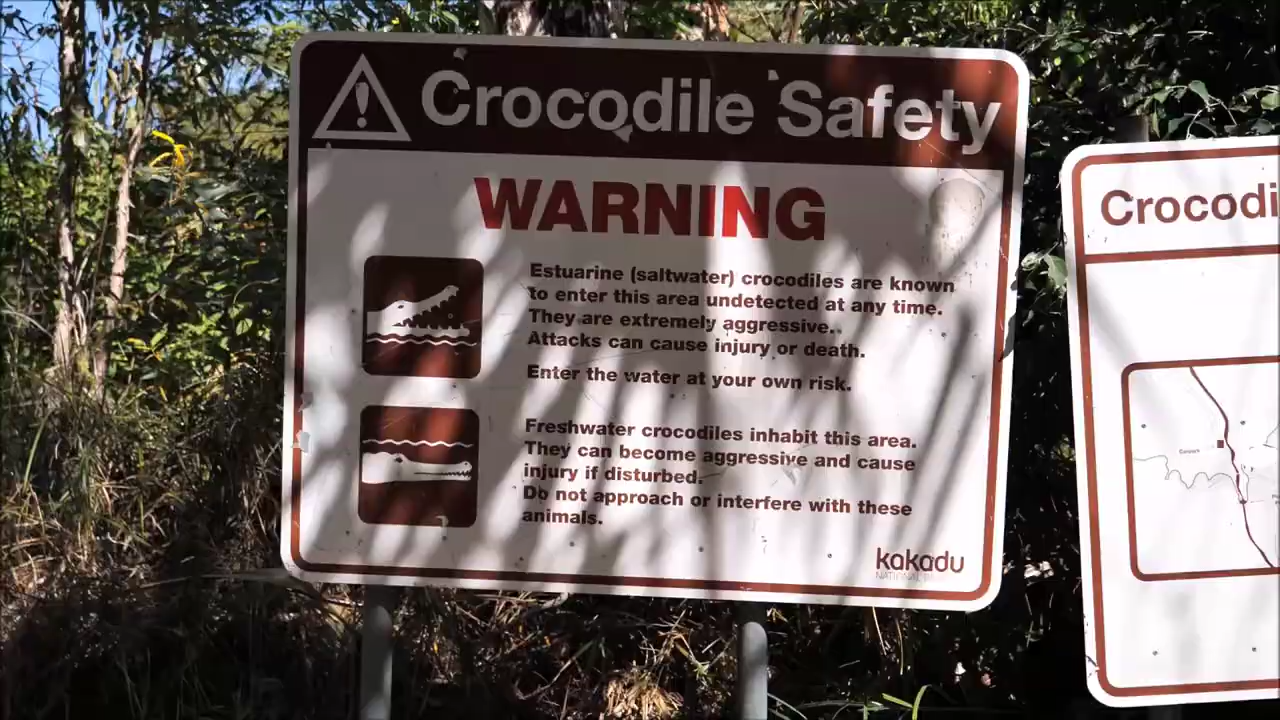 Crocodile Safety
WARNING
Estuarine (saltwater) crocodiles are known
to enter this area undetected at any time.
They are extremely aggressive..
Attacks can cause injury or death.
Enter the water at your own risk.
Freshwater crocodiles inhabit this area.
They can become aggressive and cause
injury if disturbed.
Do not approach or interfere with these
animals.
kakadu
NATIONAL PARK
Crocodi